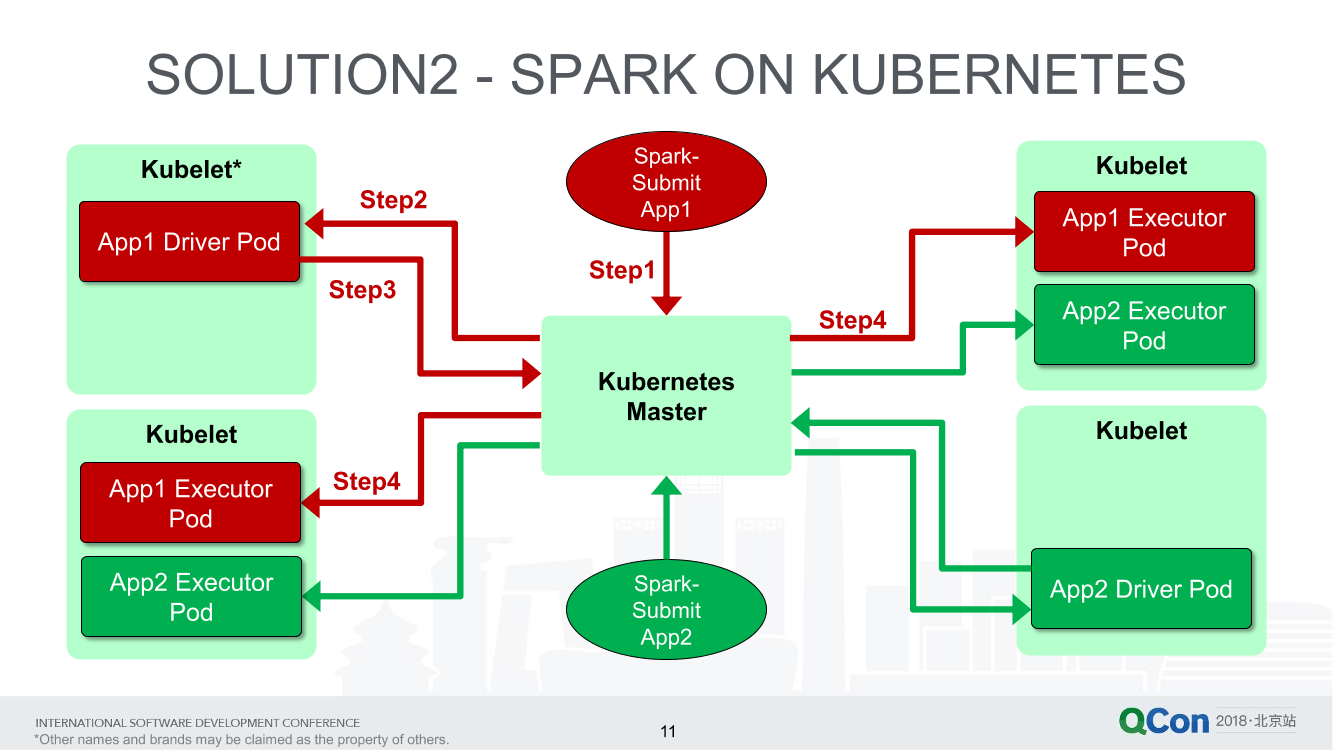 SOLUTION2 - SPARK ON KUBERNETES
Kubelet*
App1 Driver Pod
Step2
Step3
Spark-
Submit
App1
Step1
Kubelet
App1 Executor
Pod
App2 Executor
Pod
Step4
Kubernetes
Master
Kubelet
App1 Executor
Pod
App2 Executor
Pod
Step4
Spark-
Submit
App2
Kubelet
App2 Driver Pod
INTERNATIONAL SOFTWARE DEVELOPMENT CONFERENCE
*Other names and brands may be claimed as the property of others.
11
QCon 2018·北京站